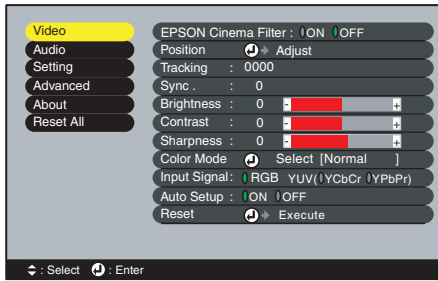 Video
Audio
Setting
Advanced
About
Reset All
EPSON Cinema Filter : ON OFF
Position Adjust
Tracking : 0000
Sync . : 0
Brightness : 0 - +
Contrast : 0 - +
Sharpness : 0 - +
Color Mode Select [Normal ]
Input Signal: RGB YUV(YCbCr YPbPr)
Auto Setup : ON OFF
Reset Execute
: Select : Enter